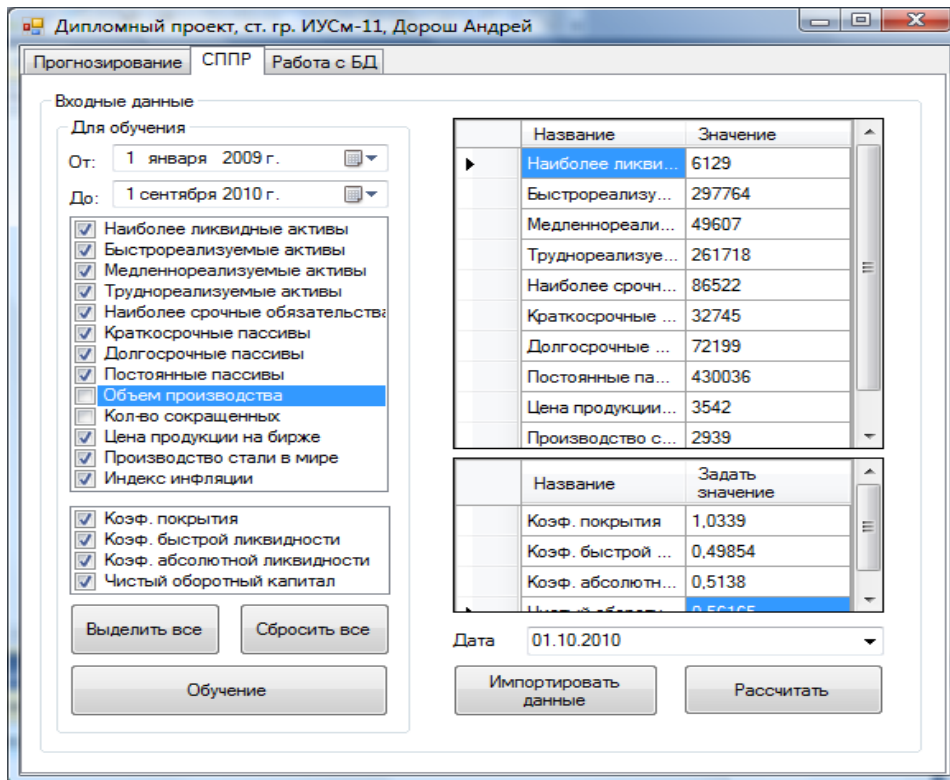 Дипломный проект, ст. гр. ИУСм-11, Дорош Андрей
Прогнозирование СППР Работа с БД
Входные данные
Для обучения
От: 1 января 2009 г.
До: 1 сентября 2010 г.
Наиболее ликвидные активы
Быстрореализуемые активы
Медленнореализуемые активы
Труднореализуемые активы
Наиболее срочные обязательства
Краткосрочные пассивы
Долгосрочные пассивы
Постоянные пассивы
Объем производства
Кол-во сокращенных
Цена продукции на бирже
Производство стали в мире
Индекс инфляции
Коэф. покрытия
Коэф. быстрой ликвидности
Коэф. абсолютной ликвидности
Чистый оборотный капитал
Выделить все Сбросить все
Обучение
Название Значение
Наиболее ликви... 6129
Быстрореализу... 297764
Медленнореали... 49607
Труднореализуе... 261718
Наиболее срочн... 86522
Краткосрочные ... 32745
Долгосрочные ... 72199
Постоянные па... 430036
Цена продукции... 3542
Производство с... 2939
Название Задать значение
Коэф. покрытия 1,0339
Коэф. быстрой ... 0,49854
Коэф. абсолютн... 0,5138
Чистый оборотн... 0,56165
Дата 01.10.2010
Импортировать данные Рассчитать